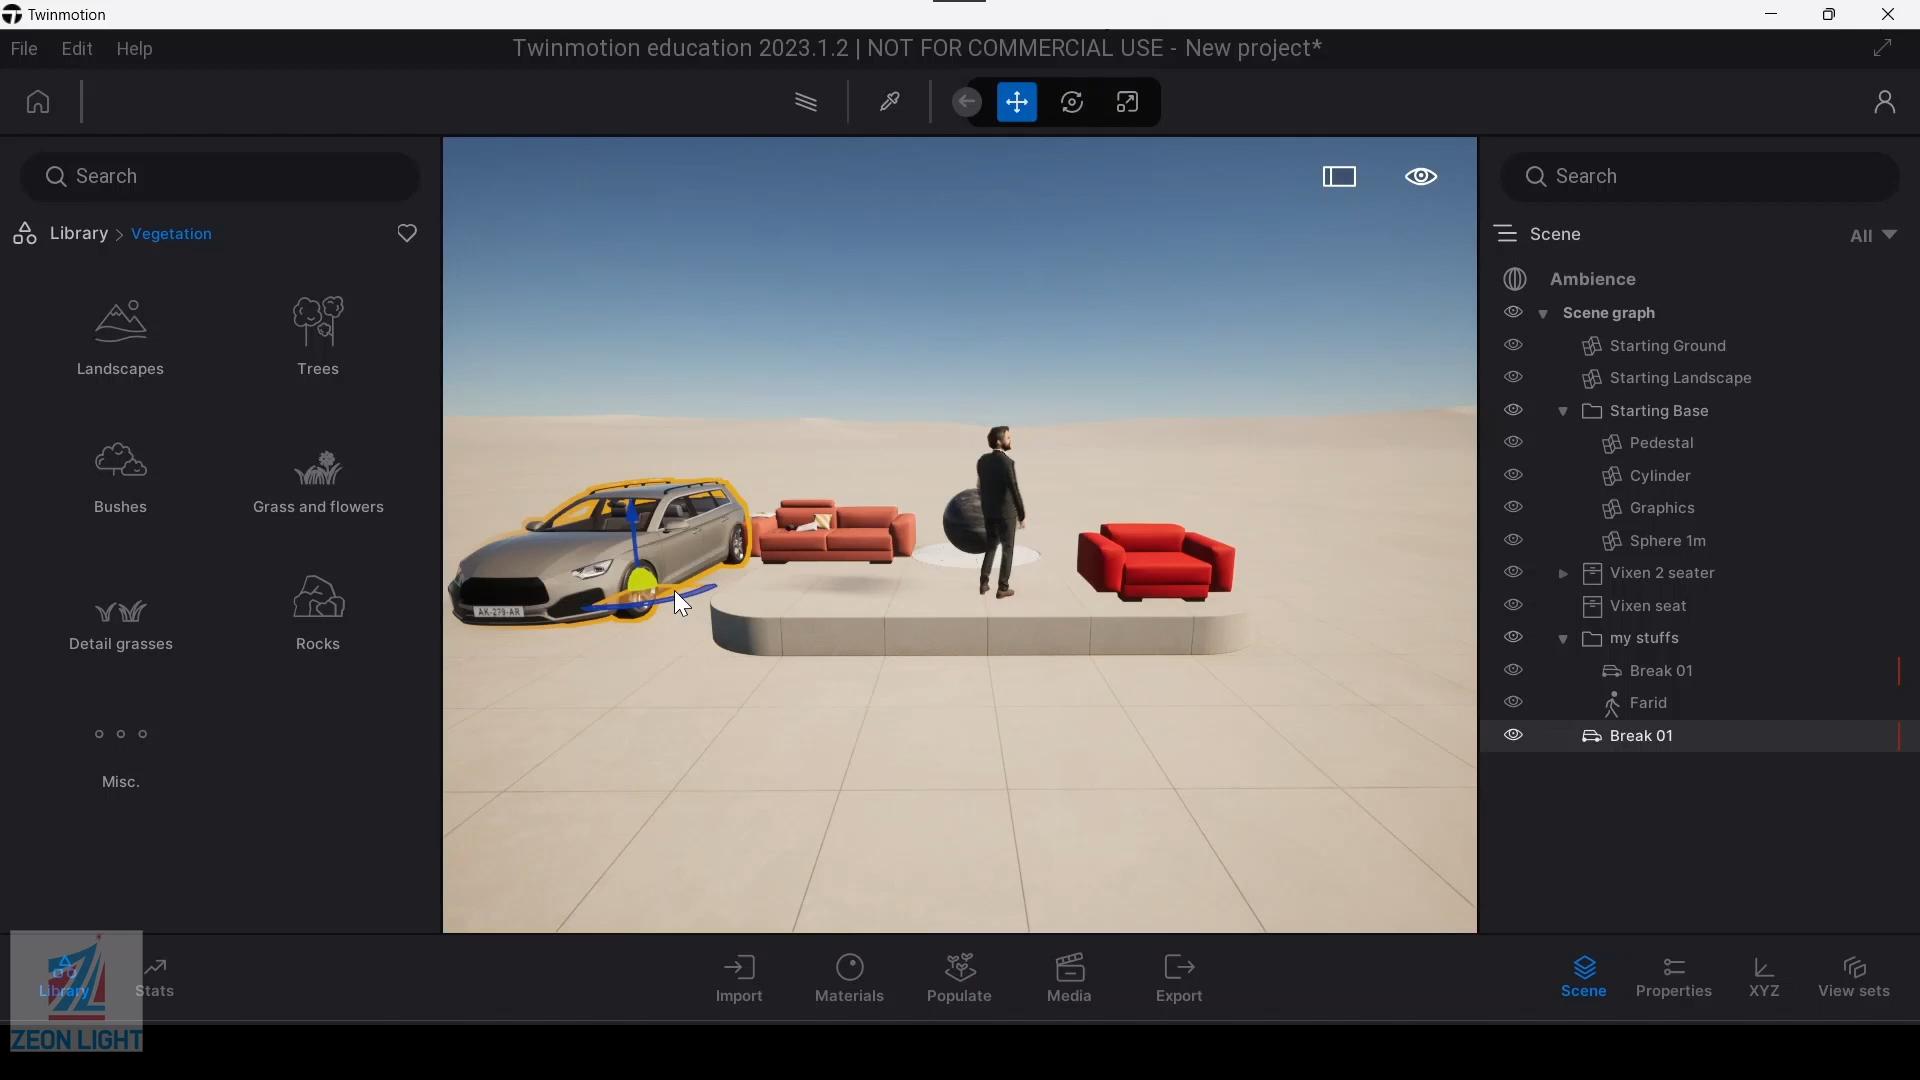 Twinmotion
File Edit Help
Twinmotion education 2023.1.2 | NOT FOR COMMERCIAL USE - New project*
Search
Library > Vegetation
Landscapes
Trees
Bushes
Grass and flowers
Detail grasses
Rocks
Misc.
AK-279-AR
Search
Scene
All
Ambience
Scene graph
Starting Ground
Starting Landscape
Starting Base
Pedestal
Cylinder
Graphics
Sphere 1m
Vixen 2 seater
Vixen seat
my stuffs
Break 01
Farid
Break 01
Library
Stats
Import
Materials
Populate
Media
Export
Scene
Properties
XYZ
View sets
ZEON LIGHT